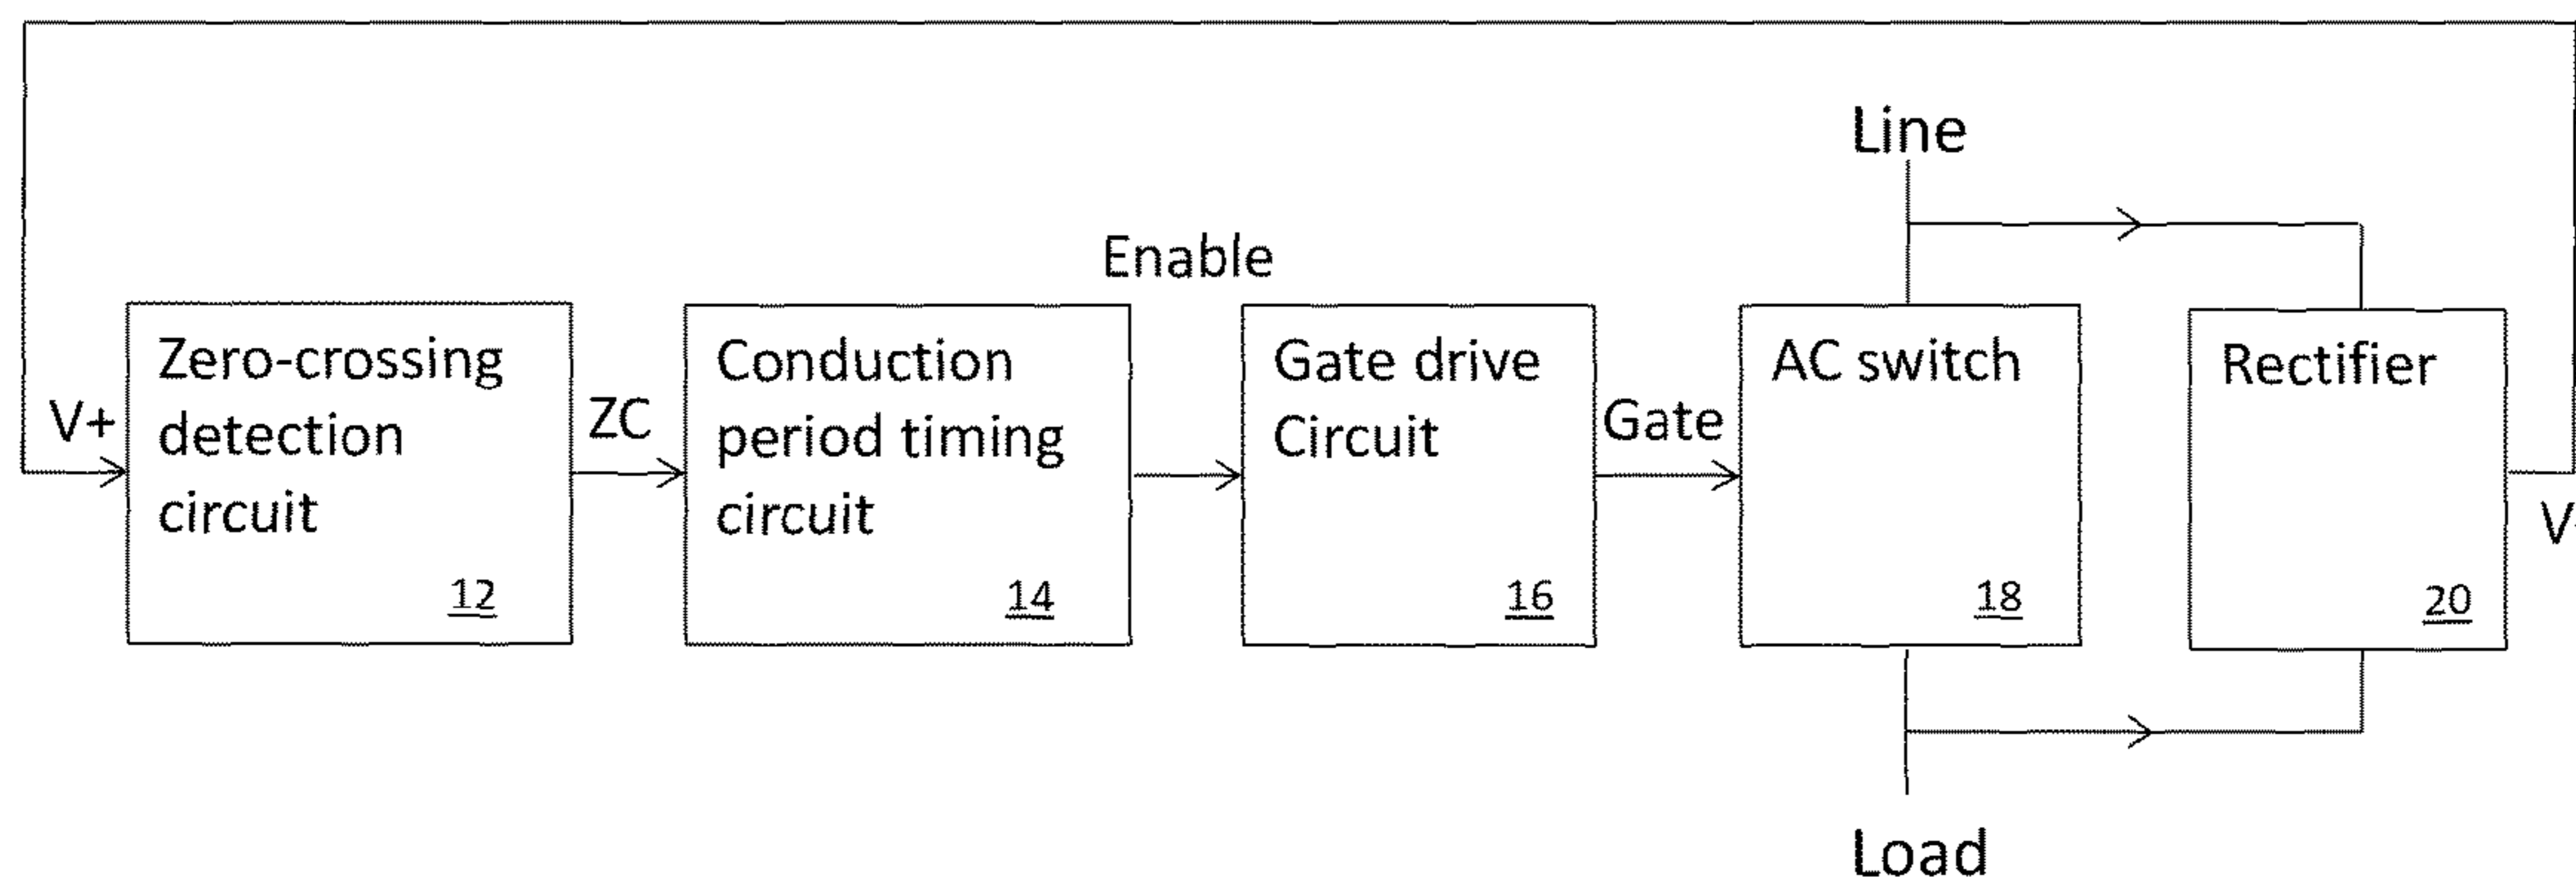 Line
Enable
Zero-crossing
detection
circuit
12
V+
ZC
Conduction
period timing
circuit
14
Gate drive
Circuit
16
Gate
AC switch
18
Rectifier
20
V
Load